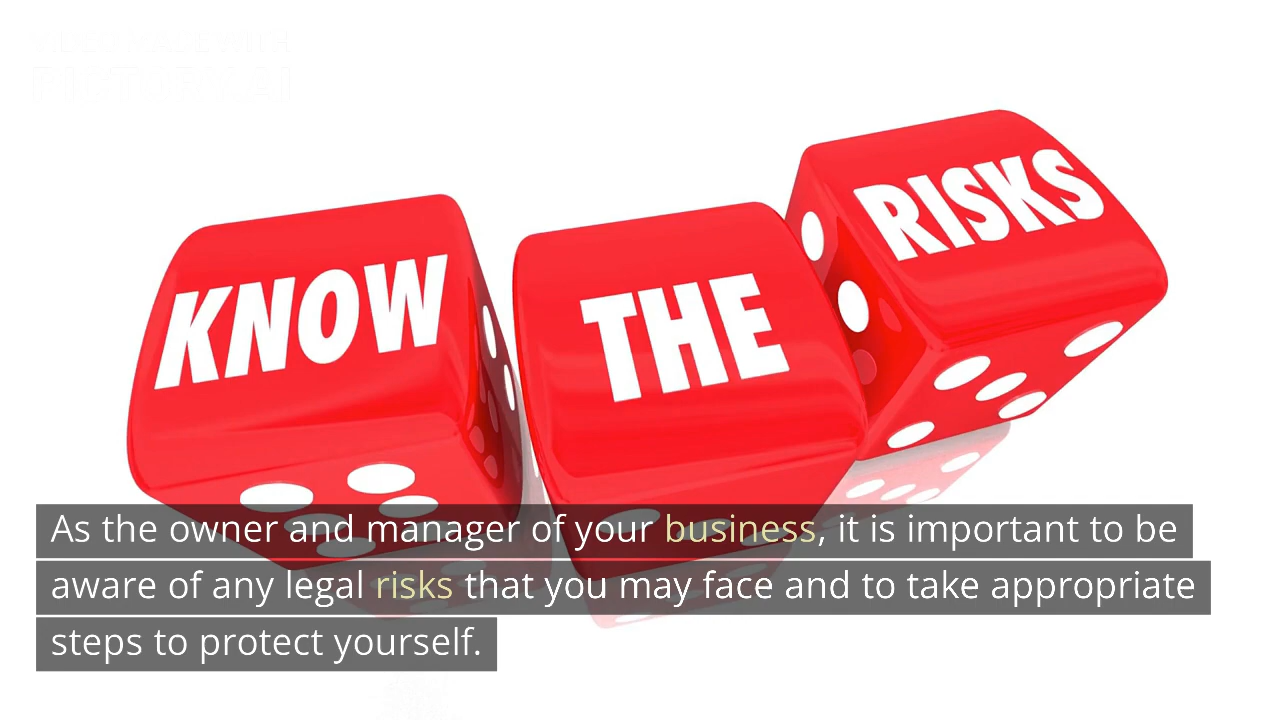 KNOW THE RISKS
As the owner and manager of your business, it is important to be
aware of any legal risks that you may face and to take appropriate
steps to protect yourself.